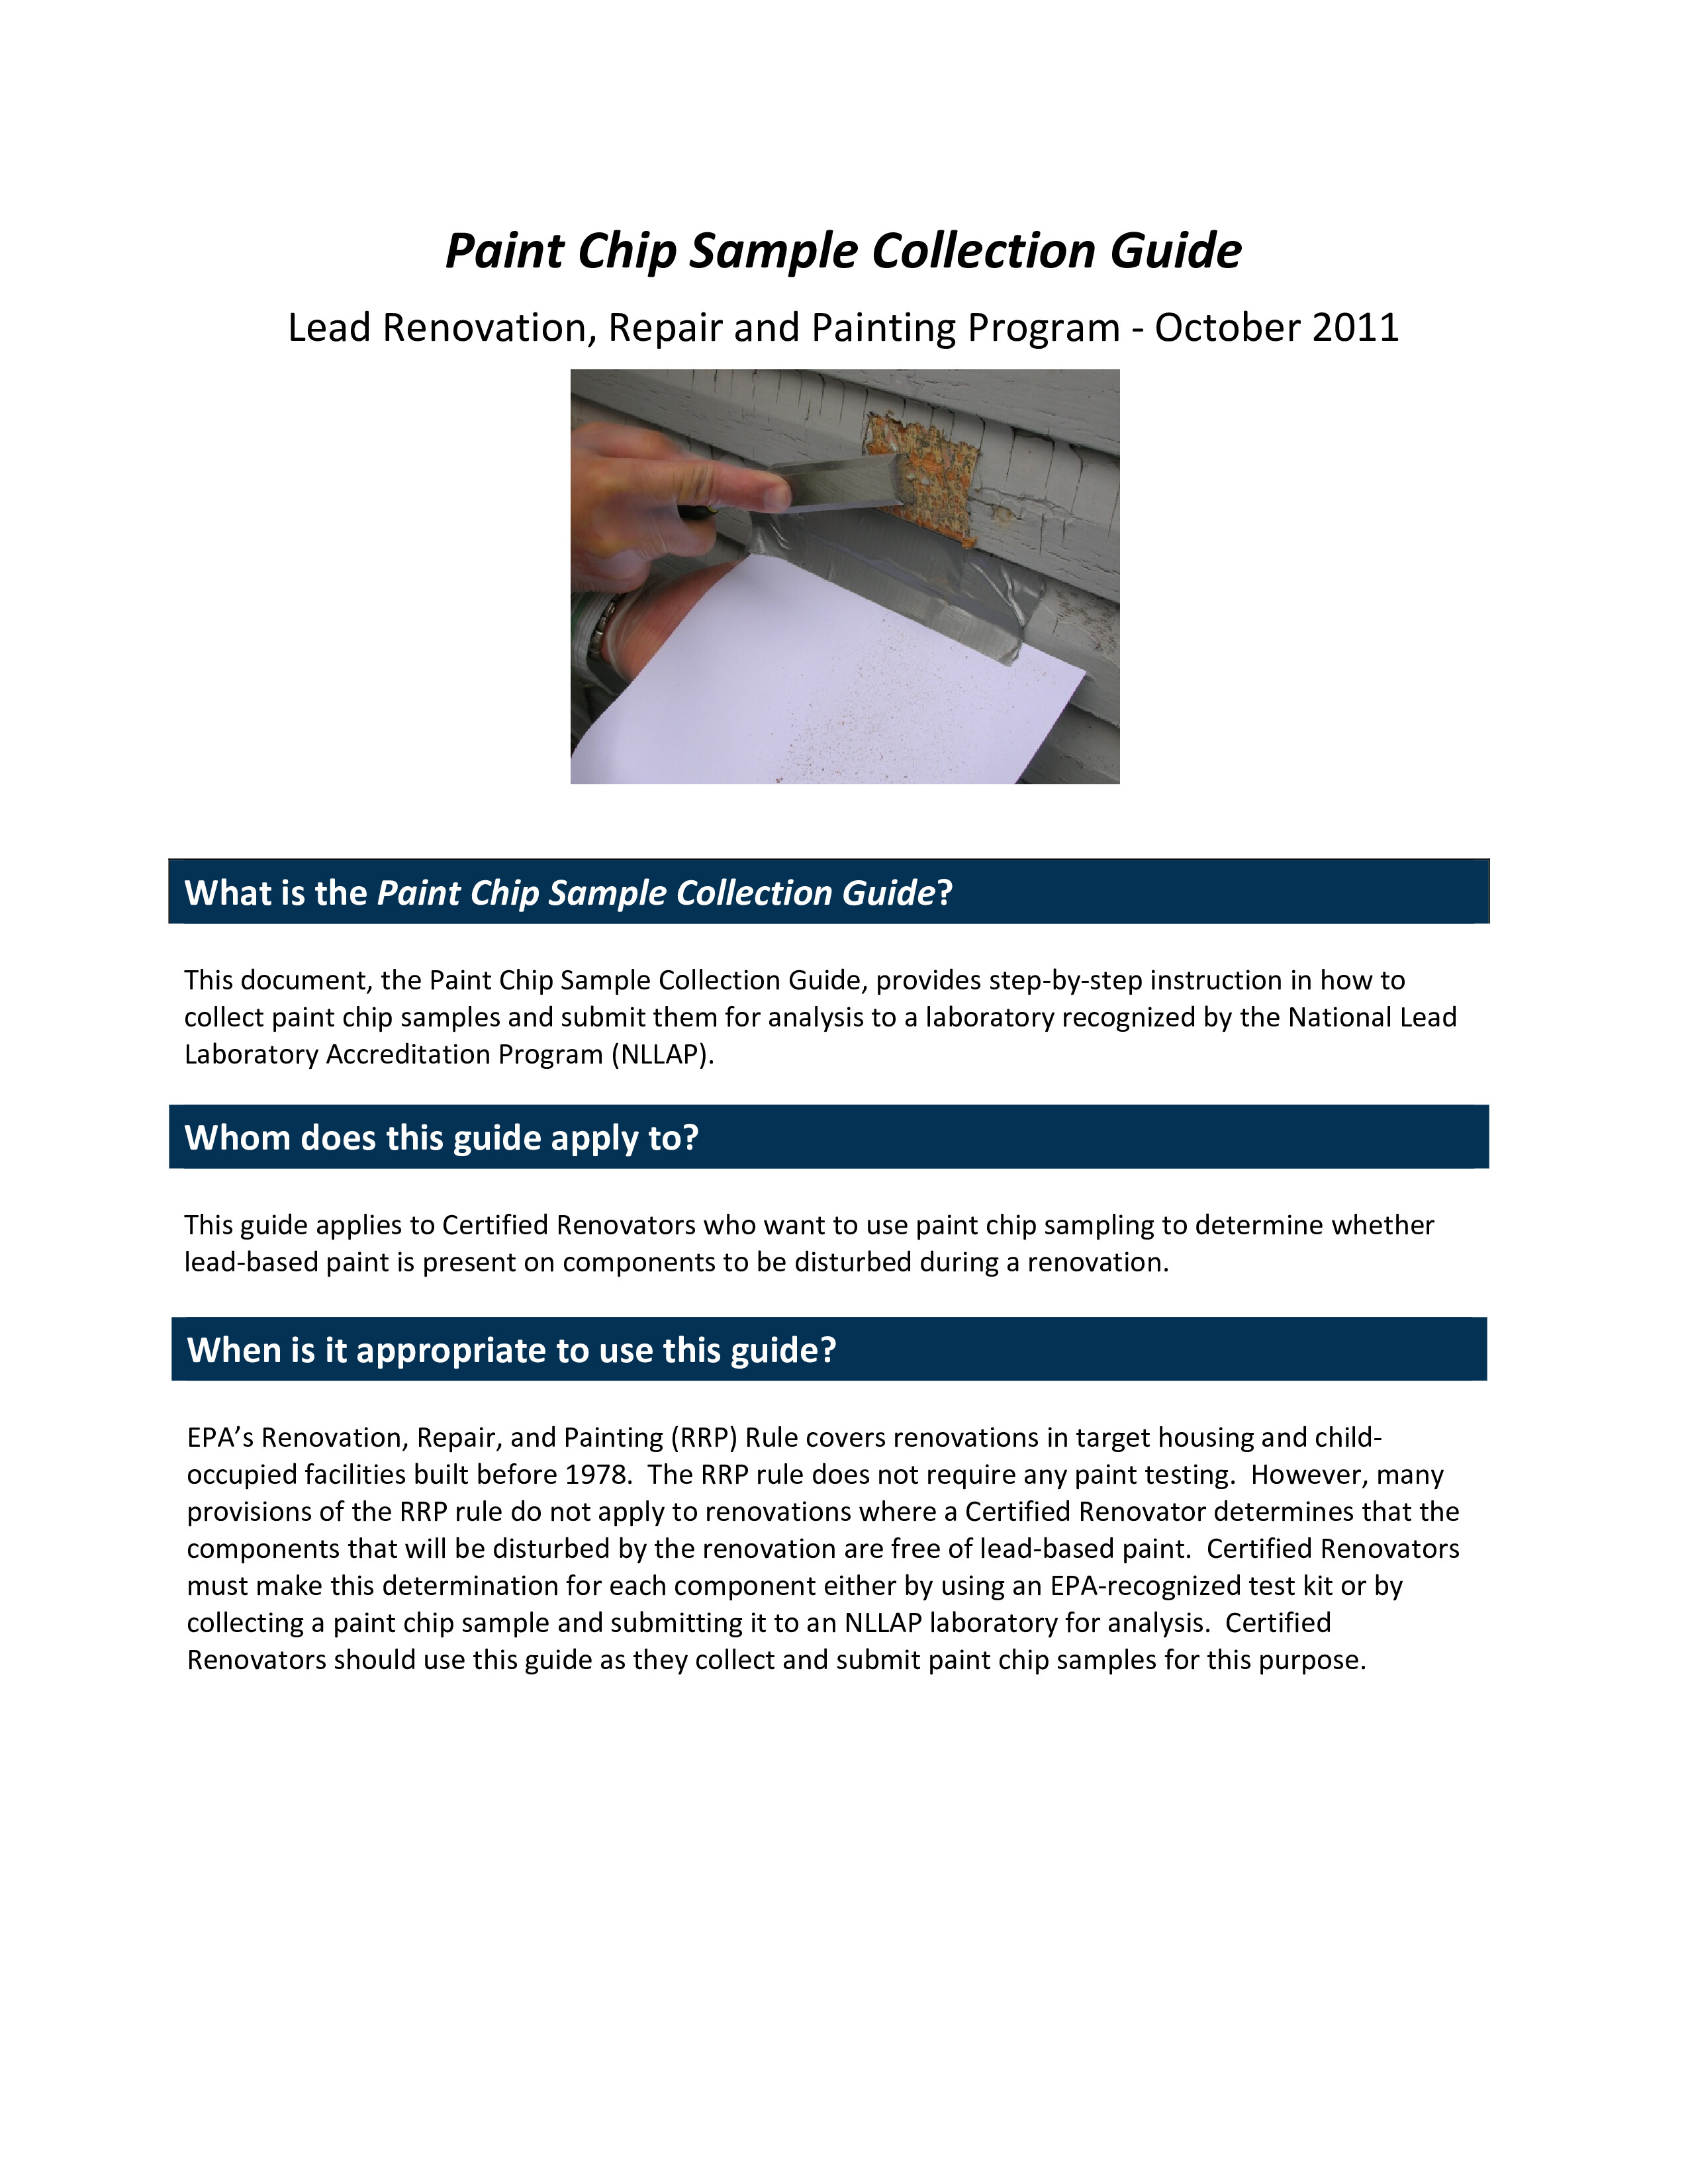 Paint Chip Sample Collection Guide
Lead Renovation, Repair and Painting Program - October 2011
What is the Paint Chip Sample Collection Guide?
This document, the Paint Chip Sample Collection Guide, provides step-by-step instruction in how to
collect paint chip samples and submit them for analysis to a laboratory recognized by the National Lead
Laboratory Accreditation Program (NLLAP).
Whom does this guide apply to?
This guide applies to Certified Renovators who want to use paint chip sampling to determine whether
lead-based paint is present on components to be disturbed during a renovation.
When is it appropriate to use this guide?
EPA’s Renovation, Repair, and Painting (RRP) Rule covers renovations in target housing and child-
occupied facilities built before 1978.  The RRP rule does not require any paint testing.  However, many
provisions of the RRP rule do not apply to renovations where a Certified Renovator determines that the
components that will be disturbed by the renovation are free of lead-based paint.  Certified Renovators
must make this determination for each component either by using an EPA-recognized test kit or by
collecting a paint chip sample and submitting it to an NLLAP laboratory for analysis.  Certified
Renovators should use this guide as they collect and submit paint chip samples for this purpose.